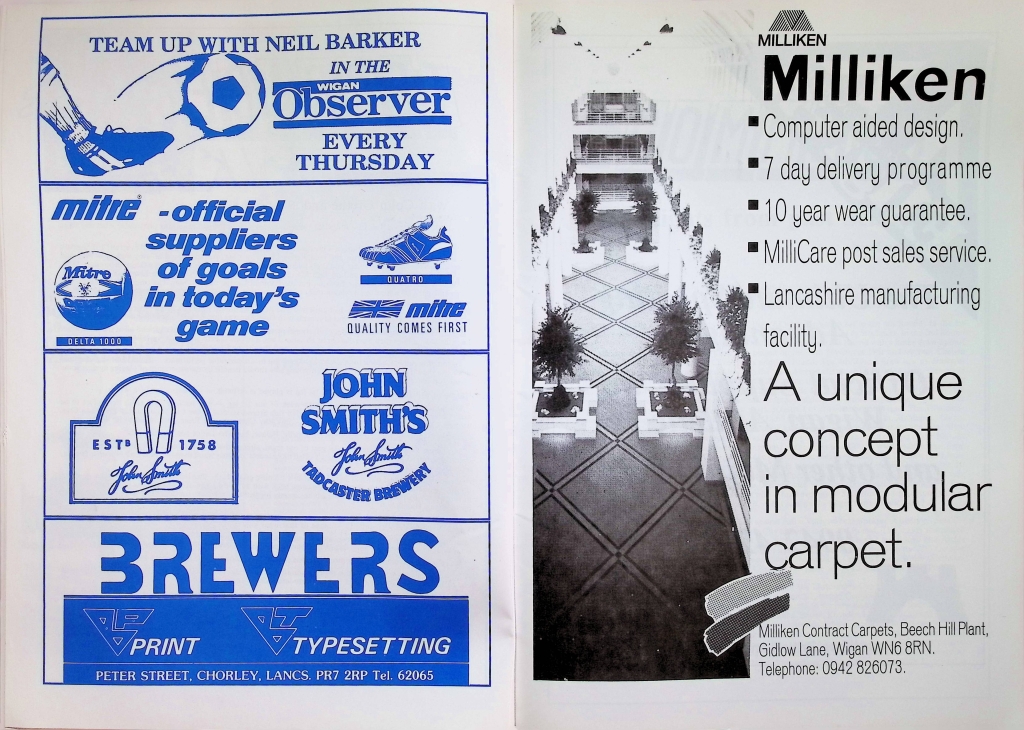 TEAM UP WITH NEIL BARKER
IN THE
WIGAN
Observer
EVERY
THURSDAY
mitre
-official
suppliers
of goals
in today's
game
Mitre
DELTA 1000
QUATRO
mitre
QUALITY COMES FIRST
ESTB 1758
John Smith
JOHN
SMITH'S
John Smith
TADCASTER BREWERY
BREWERS
BP PRINT
BT TYPESETTING
PETER STREET, CHORLEY, LANCS. PR7 2RP Tel. 62065
MILLIKEN
Milliken
Computer aided design.
7 day delivery programme
10 year wear guarantee.
MilliCare post sales service.
Lancashire manufacturing
facility.
A unique
concept
in modular
carpet.
Milliken Contract Carpets, Beech Hill Plant,
Gidlow Lane, Wigan WN6 8RN.
Telephone: 0942 826073.